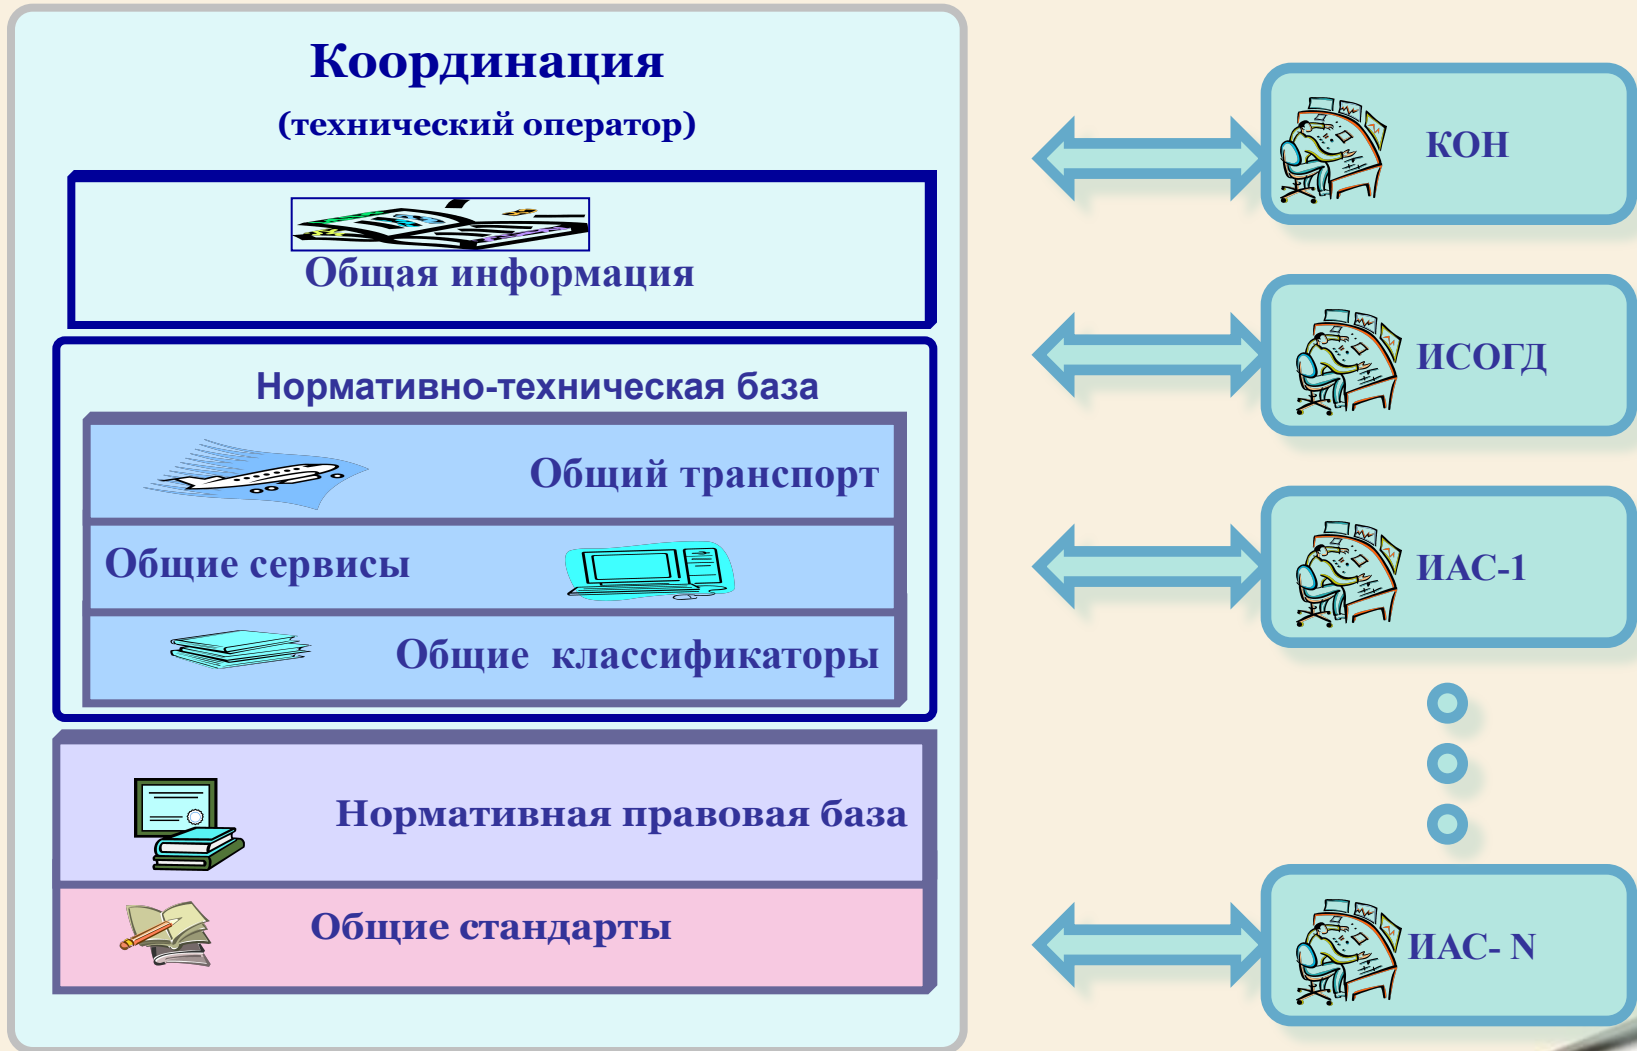 Координация
(технический оператор)
Общая информация
Нормативно-техническая база
Общий транспорт
Общие сервисы
Общие классификаторы
Нормативная правовая база
Общие стандарты
КОН
ИСОГД
ИАС-1
ИАС- N